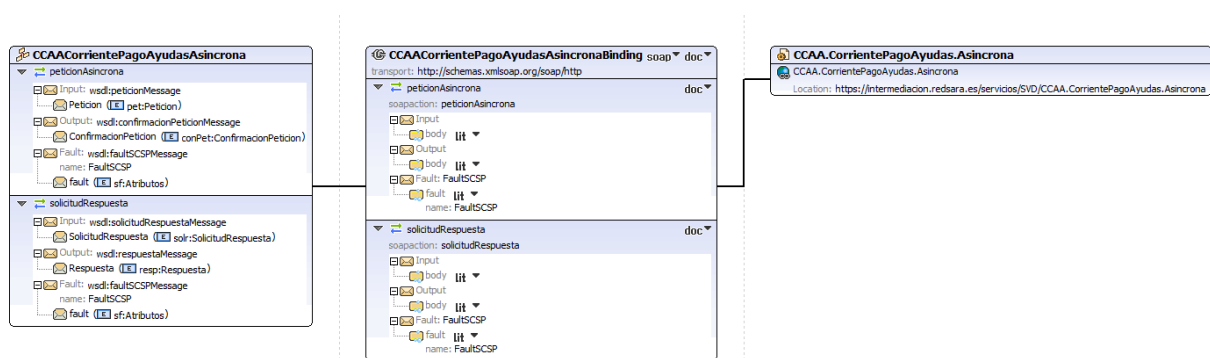 CCAACorrientePagoAyudasAsincrona
peticionAsincrona
Input: wsdl:peticionMessage
Peticion (E pet:Peticion)
Output: wsdl:confirmacionPeticionMessage
ConfirmacionPeticion (E conPet:ConfirmacionPeticion)
Fault: wsdl:faultSCSPMessage
name: FaultSCSP
fault (E sf:Atributos)
solicitudRespuesta
Input: wsdl:solicitudRespuestaMessage
SolicitudRespuesta (E solr:SolicitudRespuesta)
Output: wsdl:respuestaMessage
Respuesta (E resp:Respuesta)
Fault: wsdl:faultSCSPMessage
name: FaultSCSP
fault (E sf:Atributos)
CCAACorrientePagoAyudasAsincronaBinding soap doc
transport: http://schemas.xmlsoap.org/soap/http
peticionAsincrona doc
soapaction: peticionAsincrona
Input
body lit
Output
body lit
Fault: FaultSCSP
fault lit
name: FaultSCSP
solicitudRespuesta doc
soapaction: solicitudRespuesta
Input
body lit
Output
body lit
Fault: FaultSCSP
fault lit
name: FaultSCSP
CCAA.CorrientePagoAyudas.Asincrona
CCAA.CorrientePagoAyudas.Asincrona
Location: https://intermediacion.redsara.es/servicios/SVD/CCAA.CorrientePagoAyudas.Asincrona